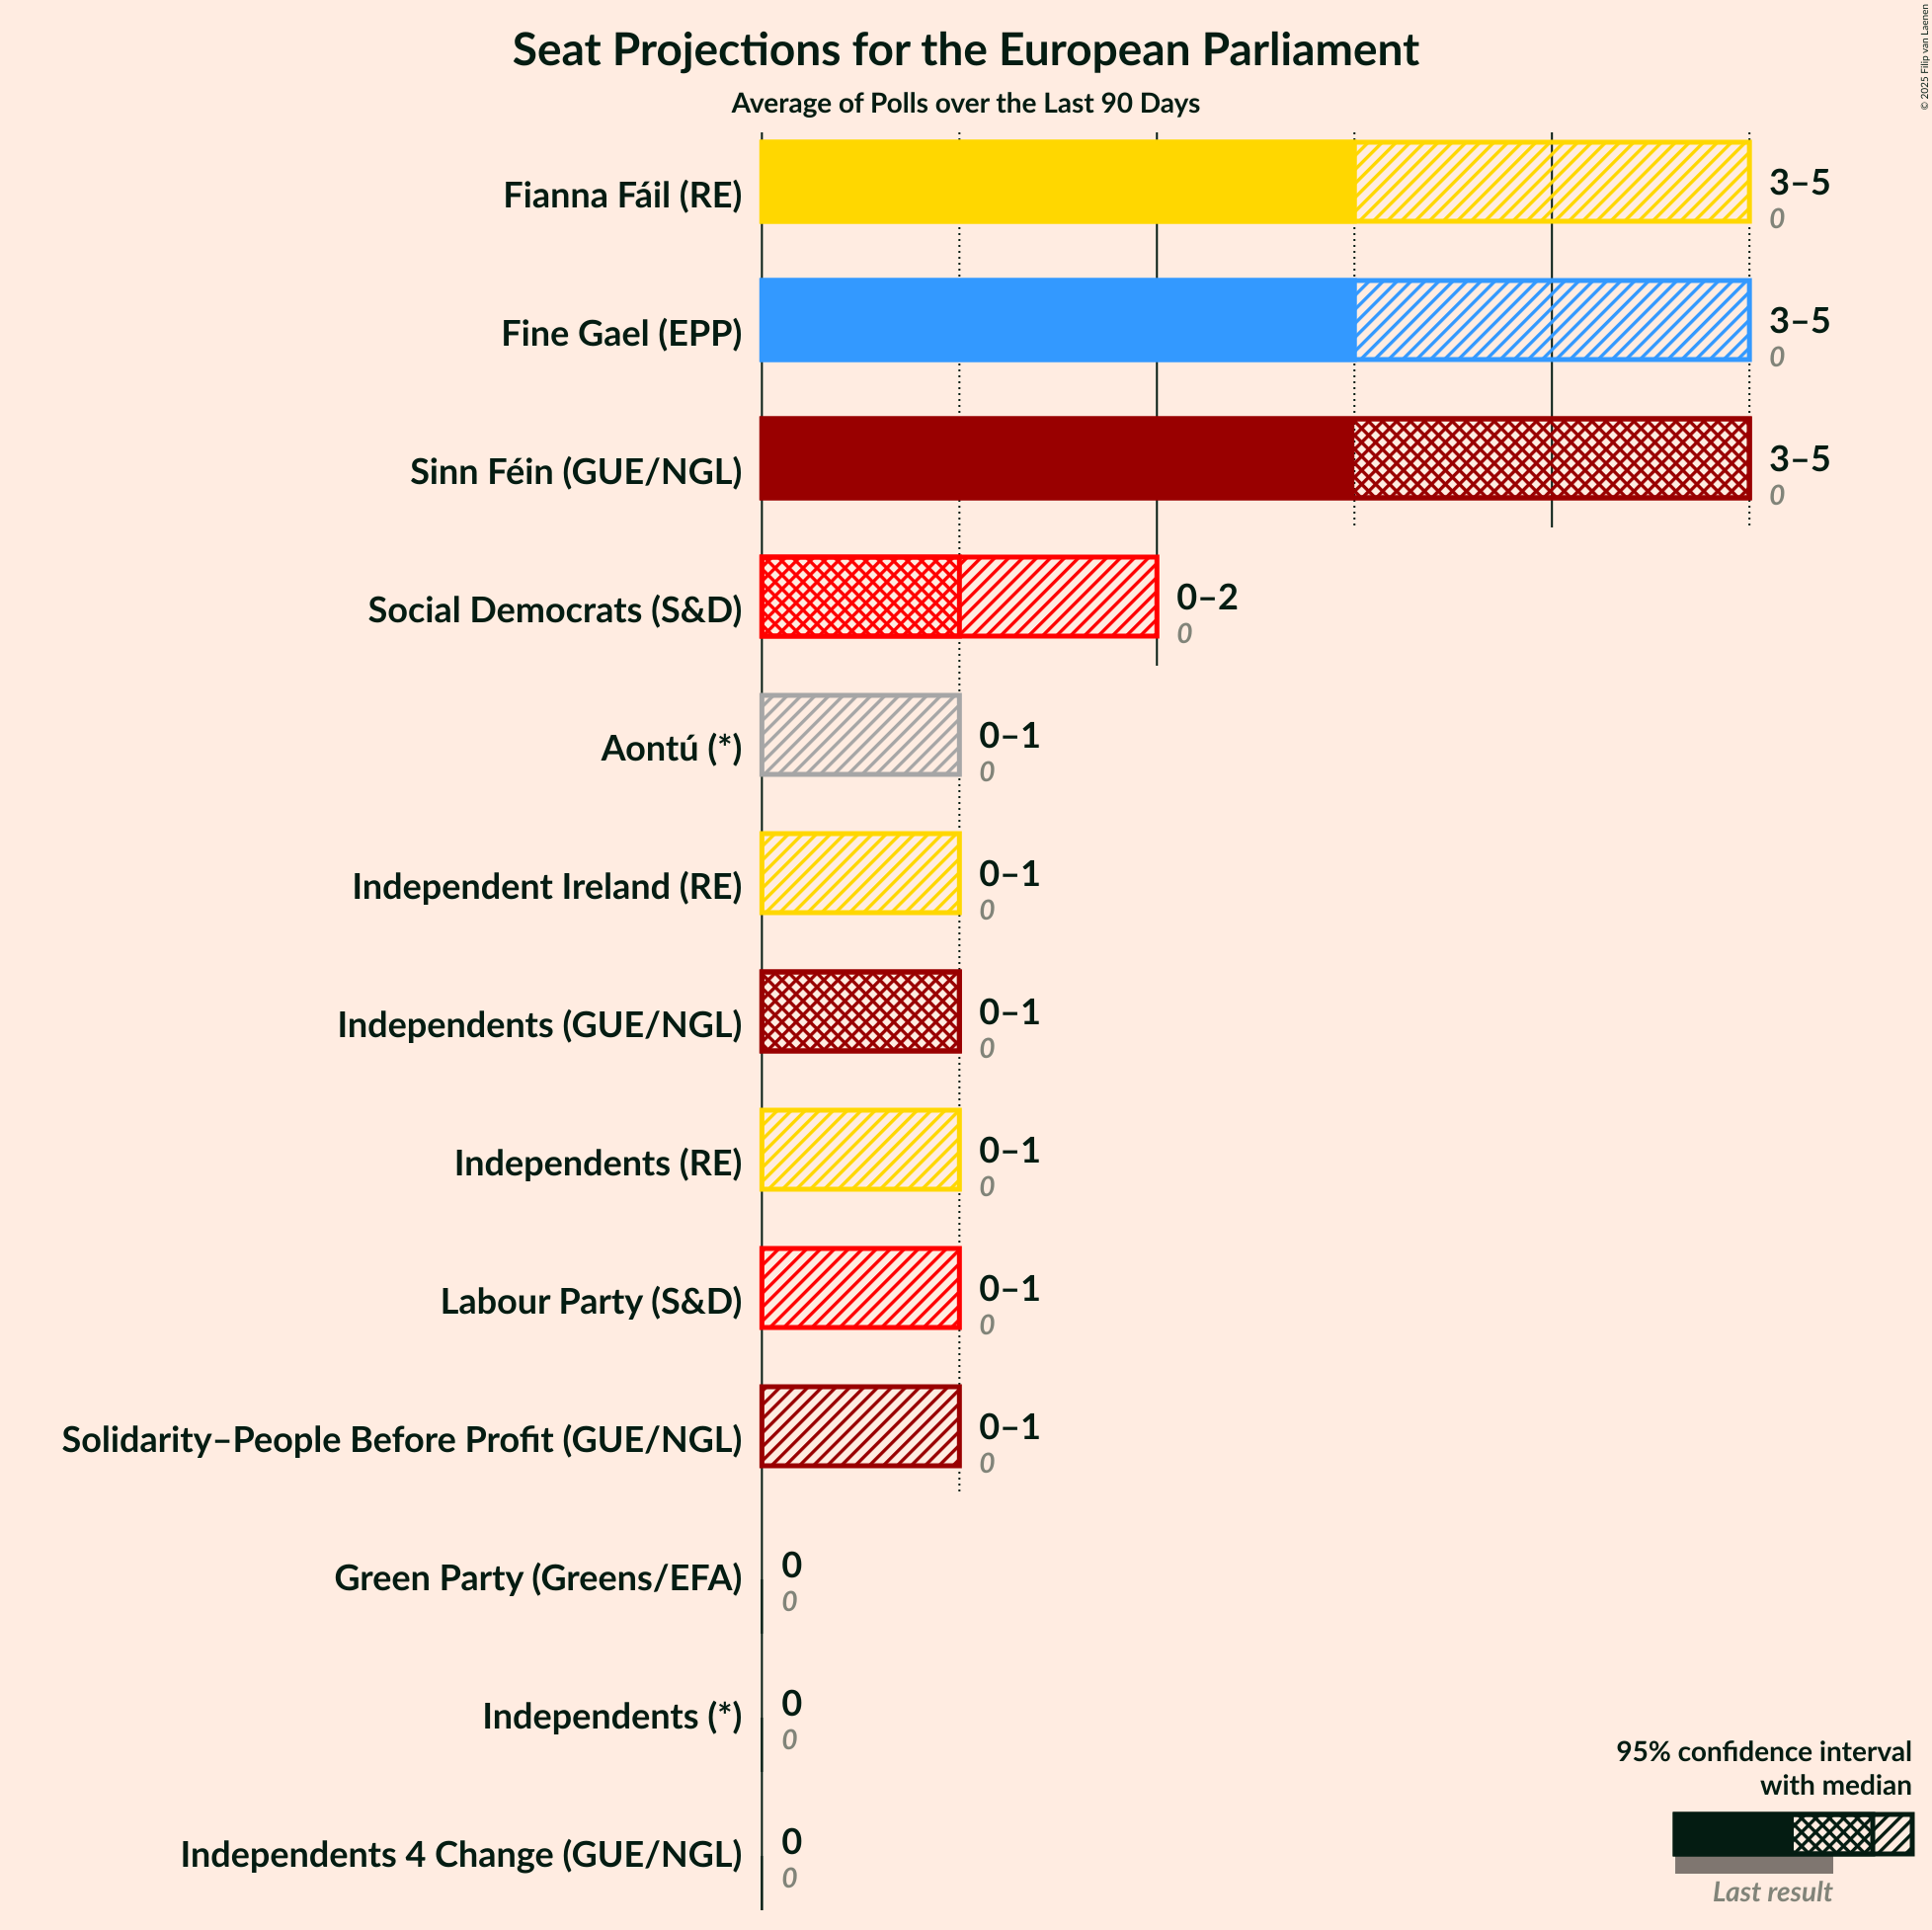 Seat Projections for the European Parliament
Average of Polls over the Last 90 Days
© 2025 Filip van Laenen
Fianna Fáil (RE)
3–5
0
Fine Gael (EPP)
3–5
0
Sinn Féin (GUE/NGL)
3–5
0
Social Democrats (S&D)
0–2
0
Aontú (*)
0–1
0
Independent Ireland (RE)
0–1
0
Independents (GUE/NGL)
0–1
0
Independents (RE)
0–1
0
Labour Party (S&D)
0–1
0
Solidarity–People Before Profit (GUE/NGL)
0–1
0
Green Party (Greens/EFA)
0
0
Independents (*)
0
0
Independents 4 Change (GUE/NGL)
0
0
95% confidence interval
with median
Last result